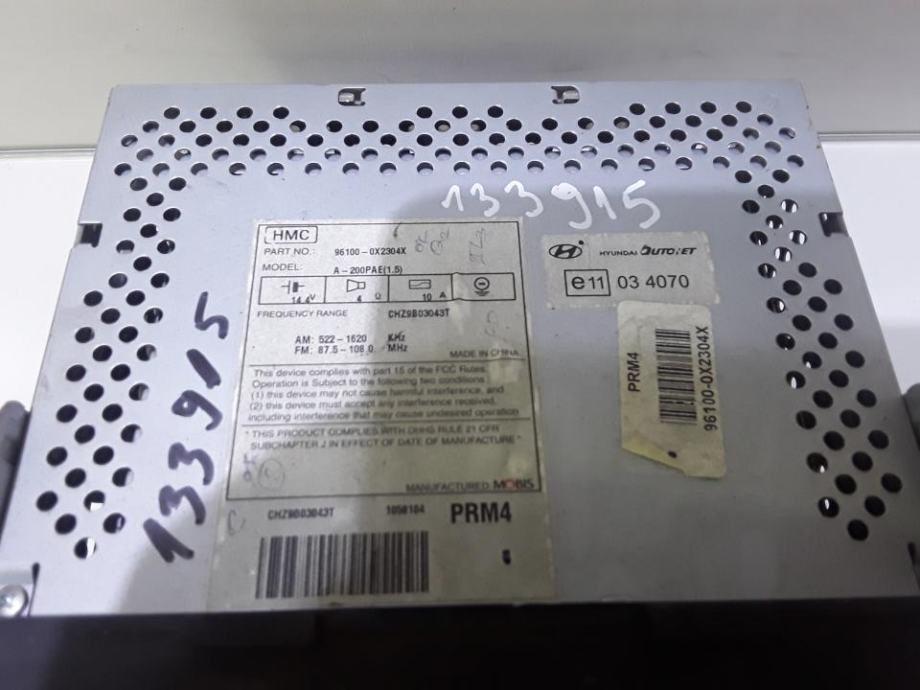 133915
HMC
PART NO.: 96100-0X2304X
MODEL: A-200PAE(1.5)
14.4V 4 Ω 10 A
FREQUENCY RANGE CHZ9B03043T
AM: 522-1620 KHz
FM: 87.5-108.0 MHz
MADE IN CHINA
This device complies with part 15 of the FCC Rules.
Operation is Subject to the following two conditions
(1) this device may not cause harmful interference, and
(2) this device must accept any interference received,
including interference that may cause undesired operation
* THIS PRODUCT COMPLIES WITH DHHS RULE 21 CFR
SUBCHAPTER J IN EFFECT OF DATE OF MANUFACTURE *
MANUFACTURED MOBIS
CHZ9B03043T 1050104 PRM4
6
HYUNDAI AUTONET
e11 03 4070
PRM4
96100-0X2304X
133915